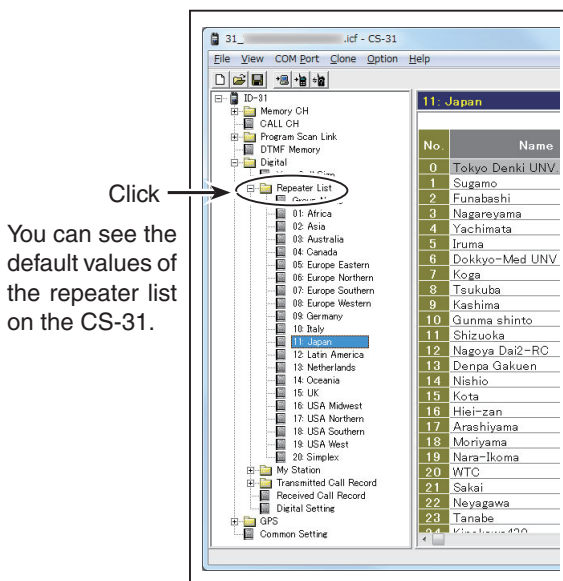 31_ .icf - CS-31
File View COM Port Clone Option Help
ID-31
Memory CH
CALL CH
Program Scan Link
DTMF Memory
Digital
Repeater List
01: Africa
02: Asia
03: Australia
04: Canada
05: Europe Eastern
06: Europe Northern
07: Europe Southern
08: Europe Western
09: Germany
10: Italy
11: Japan
12: Latin America
13: Netherlands
14: Oceania
15: UK
16: USA Midwest
17: USA Northern
18: USA Southern
19: USA West
20: Simplex
My Station
Transmitted Call Record
Received Call Record
Digital Setting
GPS
Common Setting
Click
You can see the
default values of
the repeater list
on the CS-31.
11: Japan
No. Name
0 Tokyo Denki UNV.
1 Sugamo
2 Funabashi
3 Nagareyama
4 Yachimata
5 Iruma
6 Dokkyo-Med UNV
7 Koga
8 Tsukuba
9 Kashima
10 Gunma shinto
11 Shizuoka
12 Nagoya Dai2-RC
13 Denpa Gakuen
14 Nishio
15 Kota
16 Hiei-zan
17 Arashiyama
18 Moriyama
19 Nara-Ikoma
20 WTC
21 Sakai
22 Neyagawa
23 Tanabe